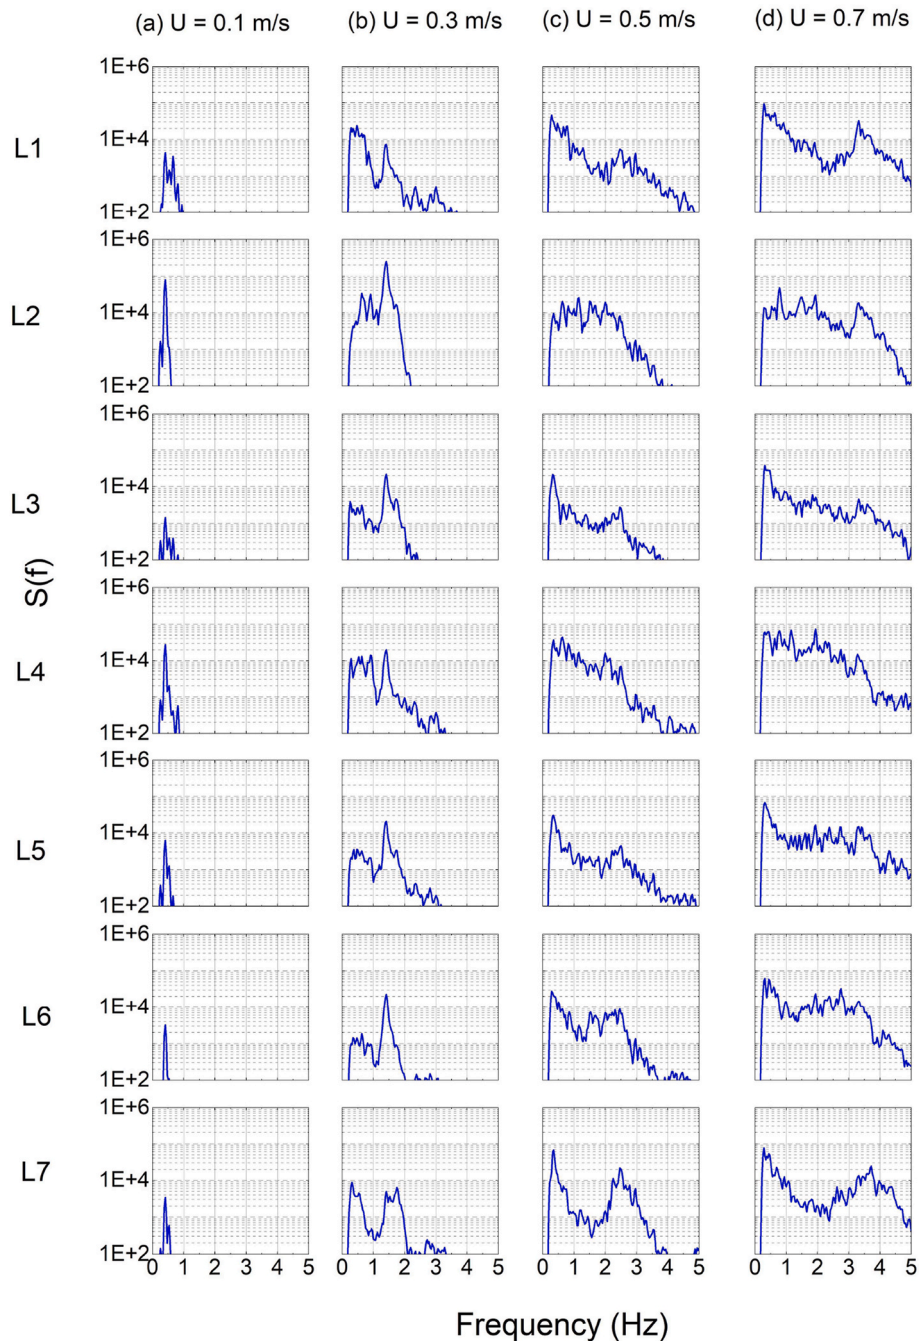 (a) U = 0.1 m/s (b) U = 0.3 m/s (c) U = 0.5 m/s (d) U = 0.7 m/s
1E+6
L1 1E+4
1E+2
1E+6
L2 1E+4
1E+2
1E+6
L3 1E+4
1E+2
S(f)
1E+6
L4 1E+4
1E+2
1E+6
L5 1E+4
1E+2
1E+6
L6 1E+4
1E+2
1E+6
L7 1E+4
1E+2
0 1 2 3 4 5 0 1 2 3 4 5 0 1 2 3 4 5 0 1 2 3 4 5
Frequency (Hz)